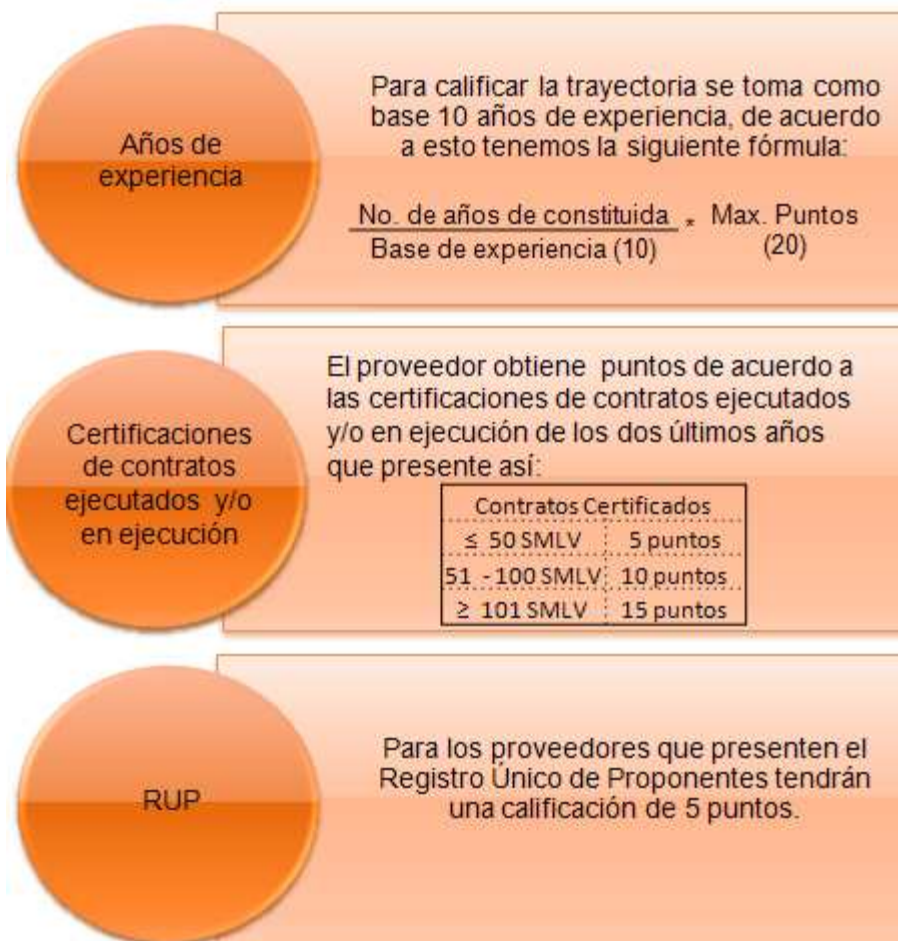 Años de
experiencia
Para calificar la trayectoria se toma como
base 10 años de experiencia, de acuerdo
a esto tenemos la siguiente fórmula:
No. de años de constituida * Max. Puntos
Base de experiencia (10) (20)
Certificaciones
de contratos
ejecutados y/o
en ejecución
El proveedor obtiene puntos de acuerdo a
las certificaciones de contratos ejecutados
y/o en ejecución de los dos últimos años
que presente así:
Contratos Certificados
≤ 50 SMLV 5 puntos
51 - 100 SMLV 10 puntos
≥ 101 SMLV 15 puntos
RUP
Para los proveedores que presenten el
Registro Único de Proponentes tendrán
una calificación de 5 puntos.